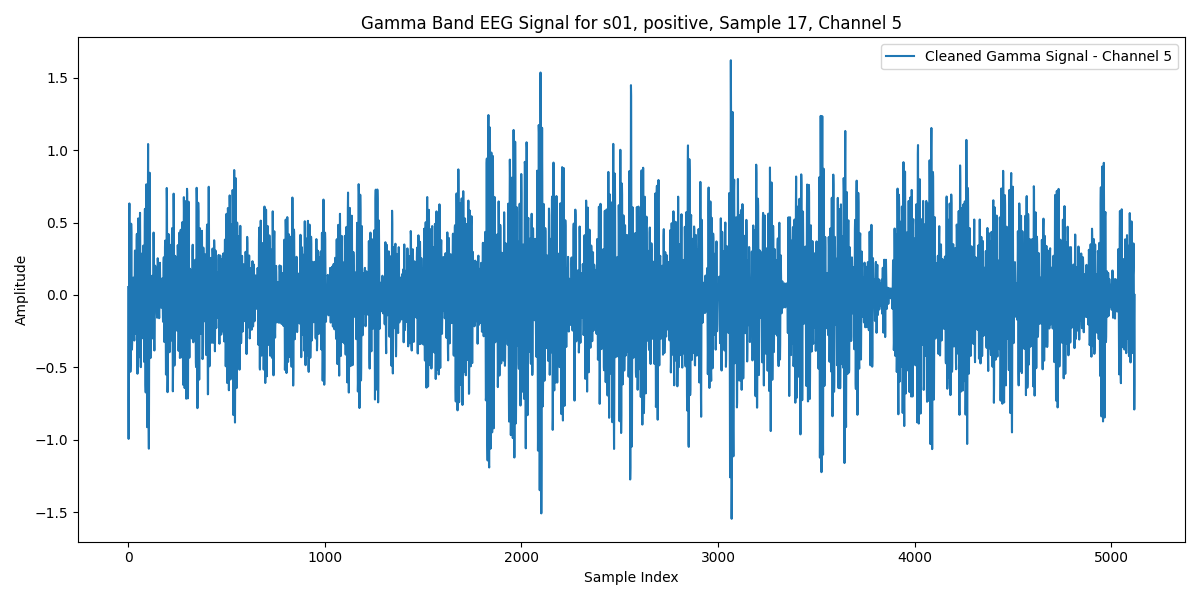 Gamma Band EEG Signal for s01, positive, Sample 17, Channel 5
Cleaned Gamma Signal - Channel 5
Amplitude
1.5
1.0
0.5
0.0
−0.5
−1.0
−1.5
0 1000 2000 3000 4000 5000
Sample Index